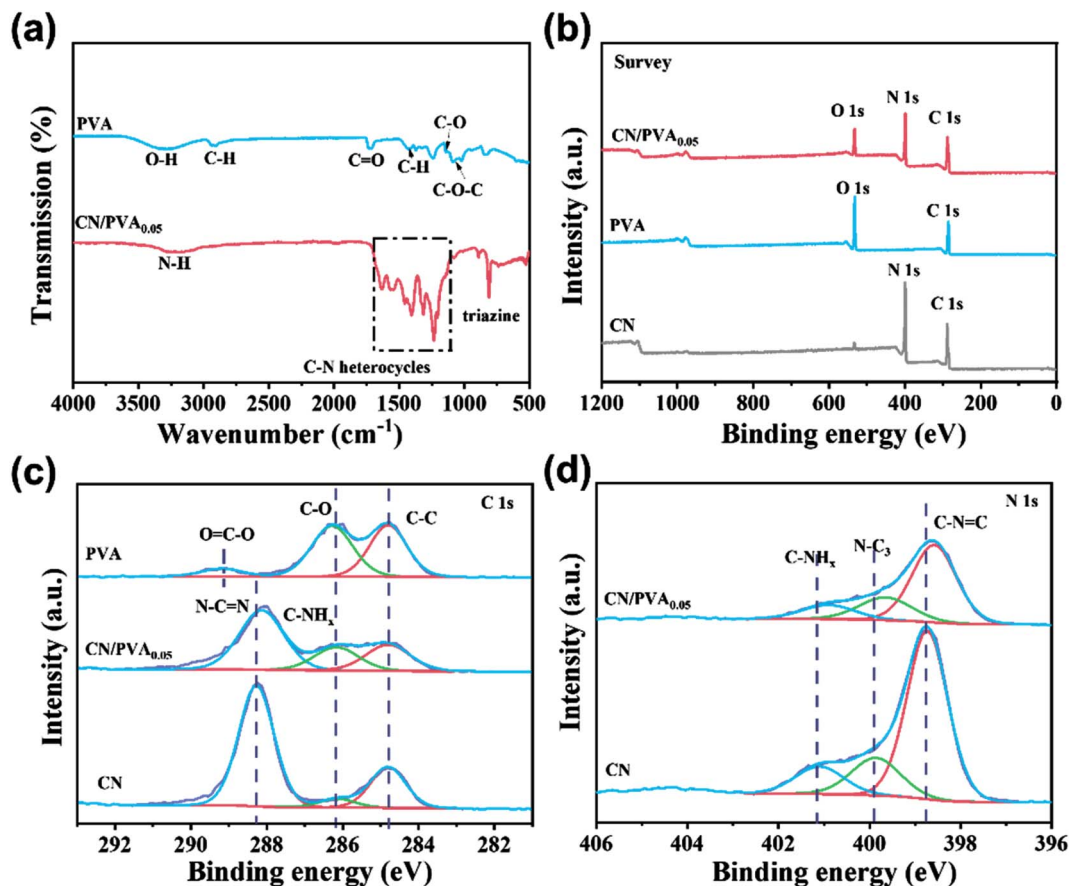 (a)
Transmission (%)
PVA
O-H
C-H
C=O
C-H
C-O
C-O-C
CN/PVA0.05
N-H
C-N heterocycles
triazine
4000 3500 3000 2500 2000 1500 1000 500
Wavenumber (cm-1)
(b)
Intensity (a.u.)
Survey
CN/PVA0.05
O 1s
N 1s
C 1s
PVA
O 1s
C 1s
CN
N 1s
C 1s
1200 1000 800 600 400 200 0
Binding energy (eV)
(c)
Intensity (a.u.)
C 1s
PVA
O=C-O
C-O
C-C
CN/PVA0.05
N-C=N
C-NHx
CN
292 290 288 286 284 282
Binding energy (eV)
(d)
Intensity (a.u.)
N 1s
C-NHx
N-C3
C-N=C
CN/PVA0.05
CN
406 404 402 400 398 396
Binding energy (eV)